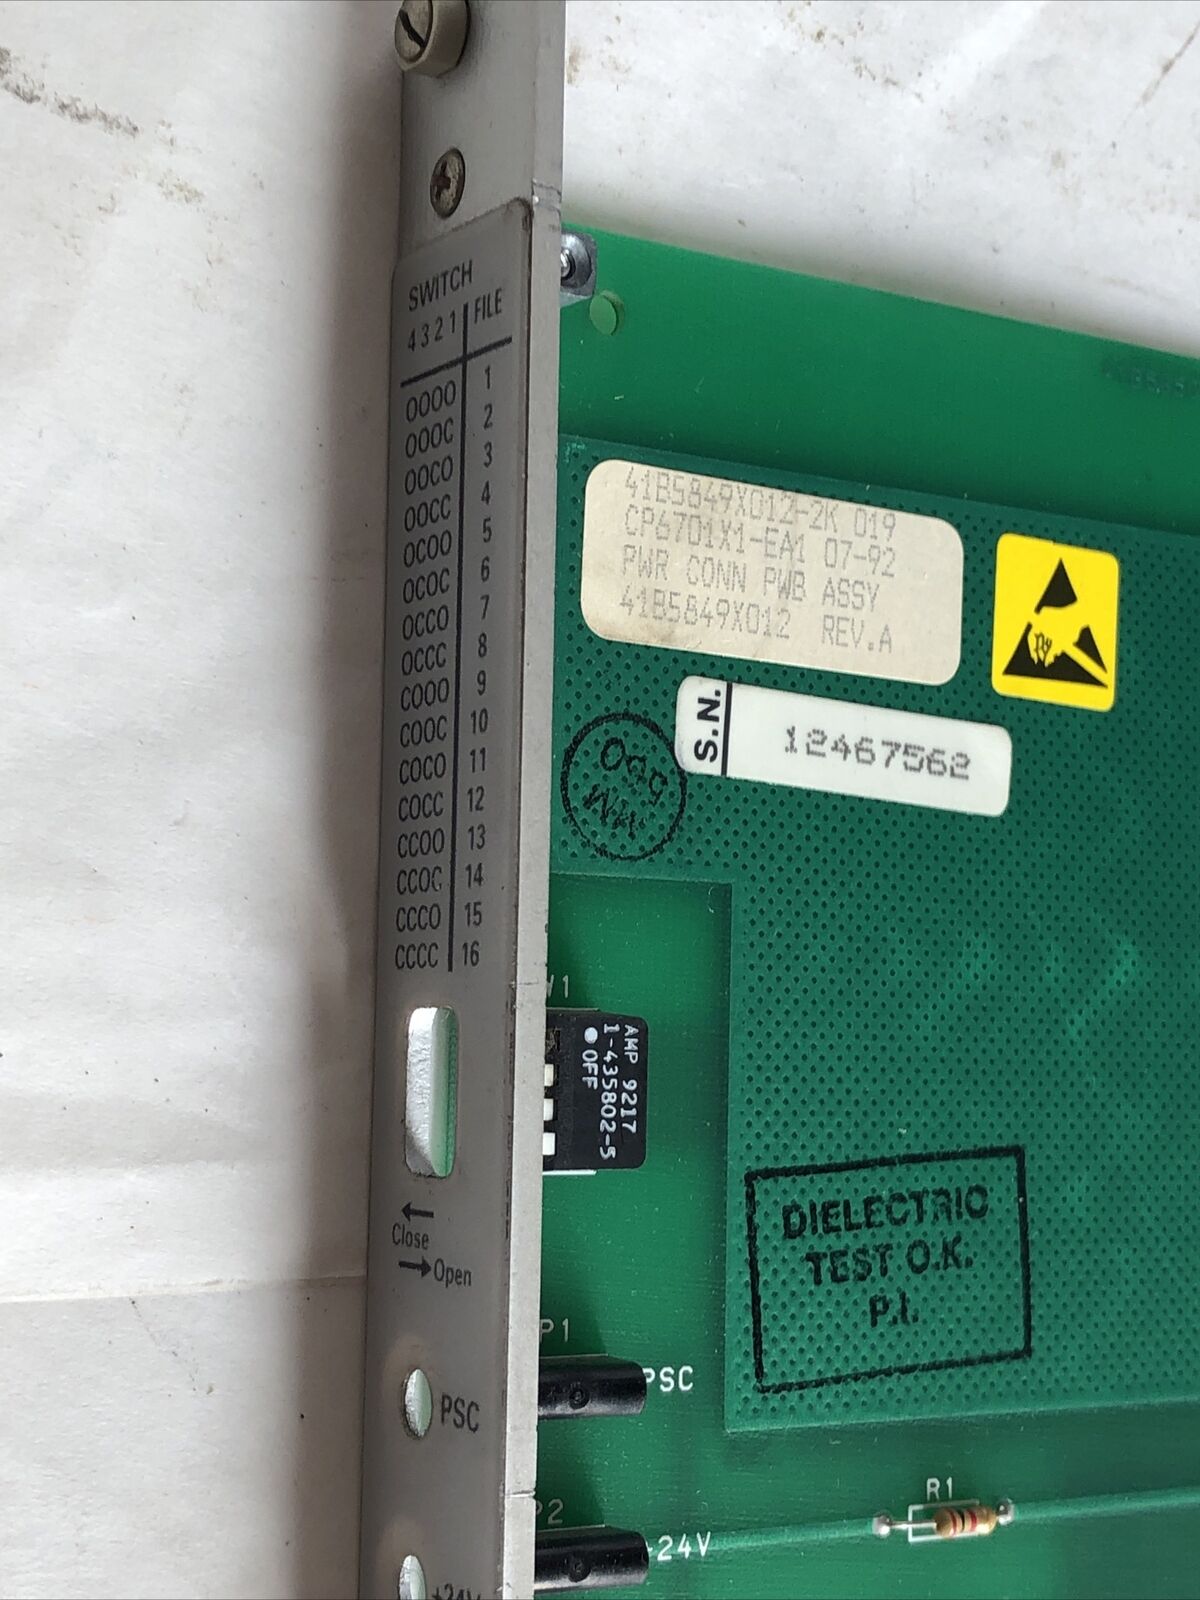 SWITCH
4 3 2 1 FILE
OOOO 1
OOOC 2
OOCO 3
OOCC 4
OCOO 5
OCOC 6
OCCO 7
OCCC 8
COOO 9
COOC 10
COCO 11
COCC 12
CCOO 13
CCOC 14
CCCO 15
CCCC 16
Close
Open
PSC
+24V
41B5849X012-2K 019
CP6701X1-EA1 07-92
PWR CONN PWB ASSY
41B5849X012 REV.A
S.N. 12467562
AMP 9217
1-435802-5
OFF
DIELECTRIC
TEST O.K.
P.I.
P1
PSC
R1
P2
24V